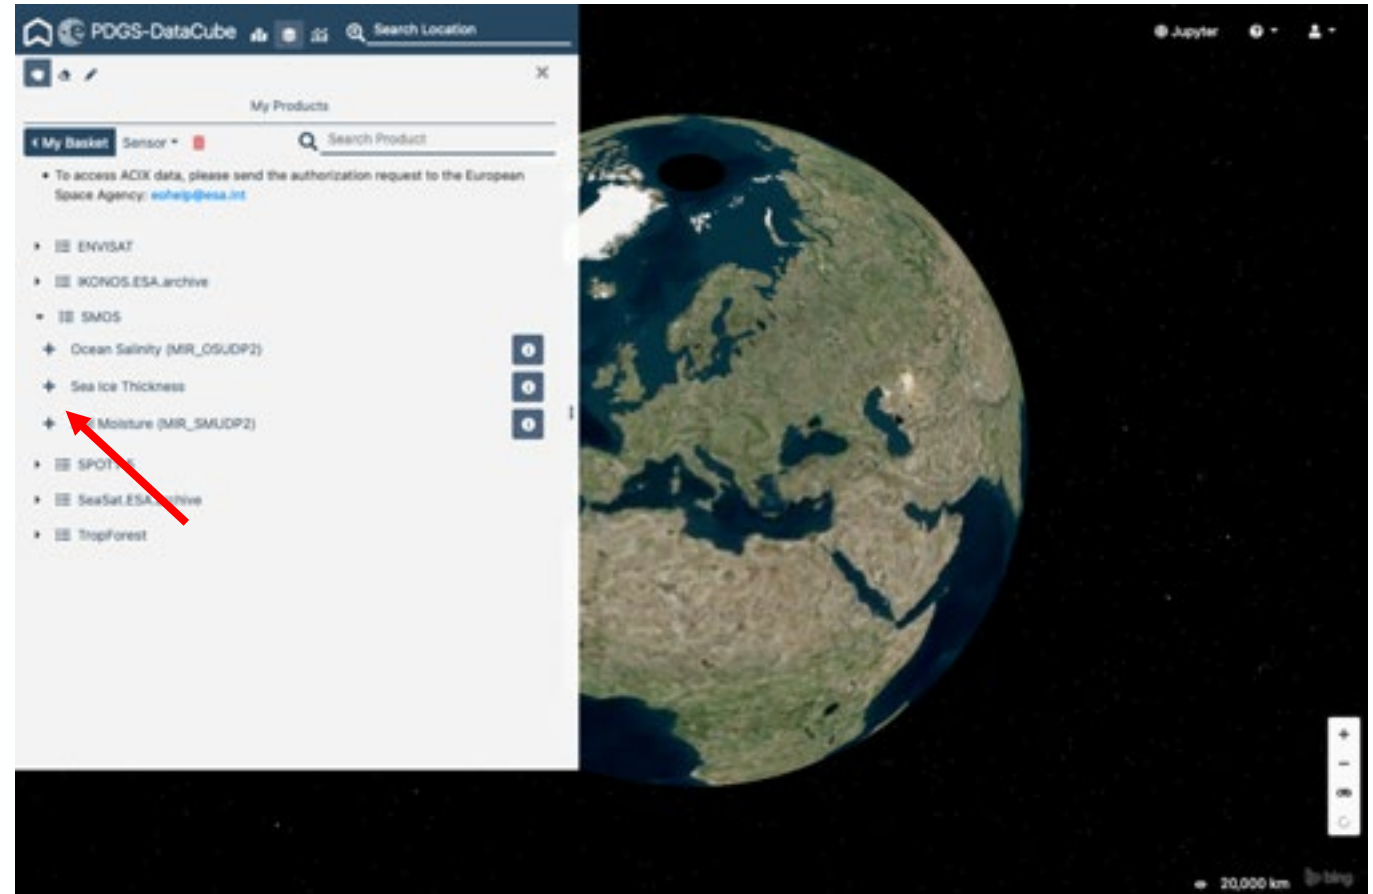 PDGS-DataCube Search Location
Jupyter
My Products
My Basket Sensor Search Product
To access ACIX data, please send the authorization request to the European
Space Agency: eohelp@esa.int
ENVISAT
IKONOS.ESA.archive
SMOS
Ocean Salinity (MIR_OSUDP2)
Sea Ice Thickness
Moisture (MIR_SMUDP2)
TropForest
20,000 km
bing